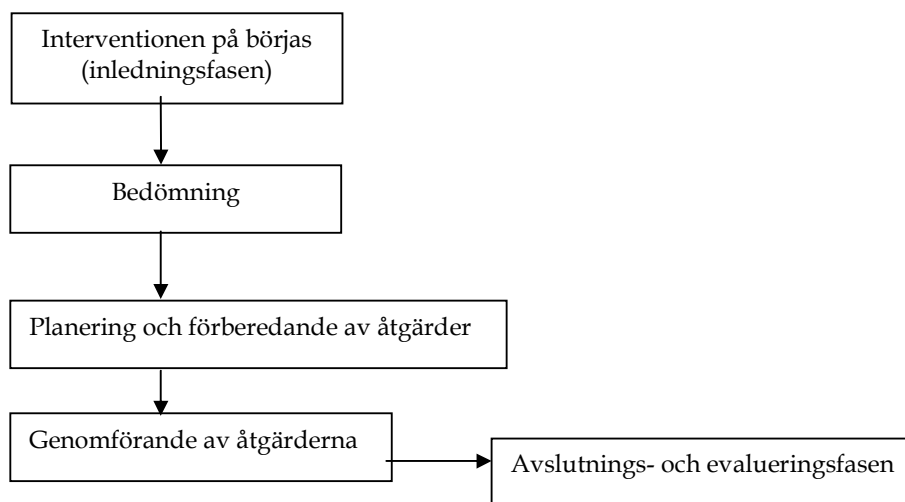 Interventionen på börjas
(inledningsfasen)
Bedömning
Planering och förberedande av åtgärder
Genomförande av åtgärderna
Avslutnings- och evalueringsfasen